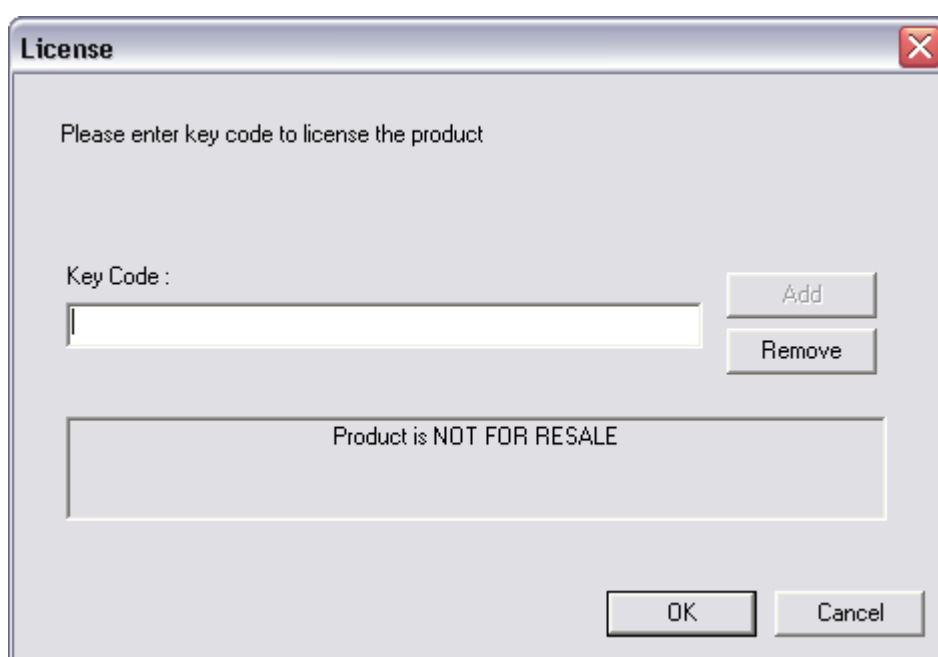 License
Please enter key code to license the product
Key Code :
Add
Remove
Product is NOT FOR RESALE
OK
Cancel